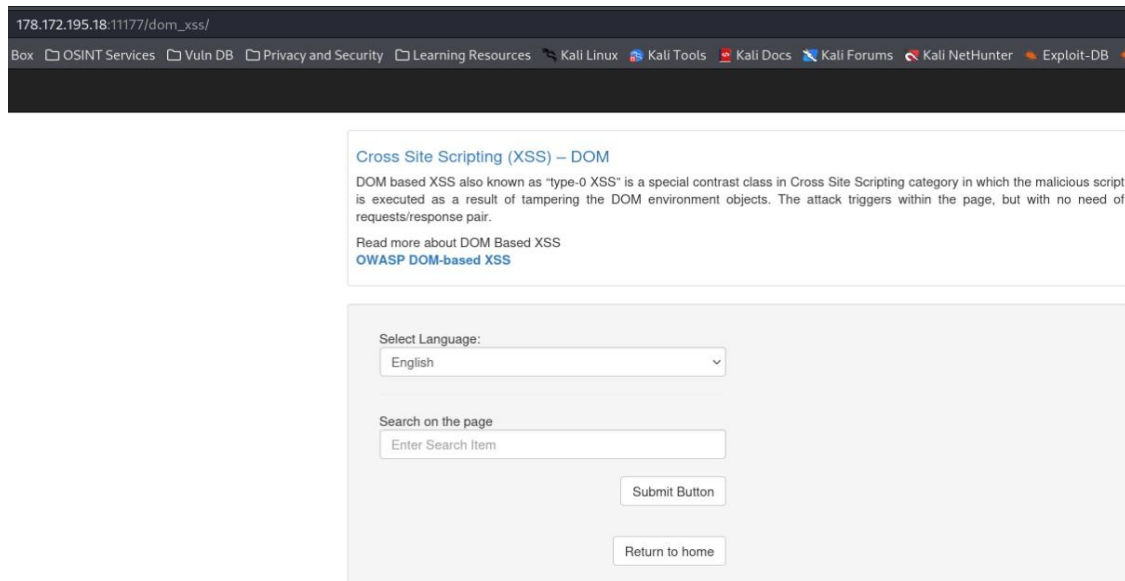 178.172.195.18:11177/dom_xss/
Box OSINT Services Vuln DB Privacy and Security Learning Resources Kali Linux Kali Tools Kali Docs Kali Forums Kali NetHunter Exploit-DB
Cross Site Scripting (XSS) – DOM
DOM based XSS also known as “type-0 XSS” is a special contrast class in Cross Site Scripting category in which the malicious script
is executed as a result of tampering the DOM environment objects. The attack triggers within the page, but with no need of
requests/response pair.
Read more about DOM Based XSS
OWASP DOM-based XSS
Select Language:
English
Search on the page
Enter Search Item
Submit Button
Return to home